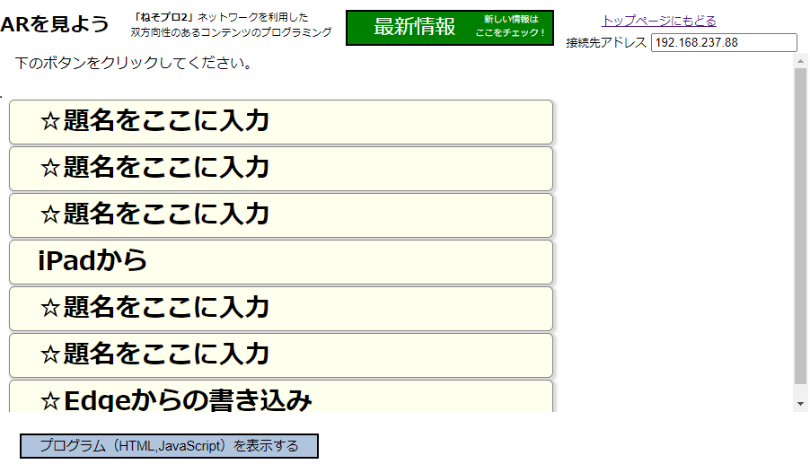 ARを見よう
「ねそプロ2」ネットワークを利用した
双方向性のあるコンテンツのプログラミング
最新情報
新しい情報は
ここをチェック！
トップページにもどる
接続先アドレス 192.168.237.88
下のボタンをクリックしてください。
☆題名をここに入力
☆題名をここに入力
☆題名をここに入力
iPadから
☆題名をここに入力
☆題名をここに入力
☆Edgeからの書き込み
プログラム（HTML,JavaScript）を表示する